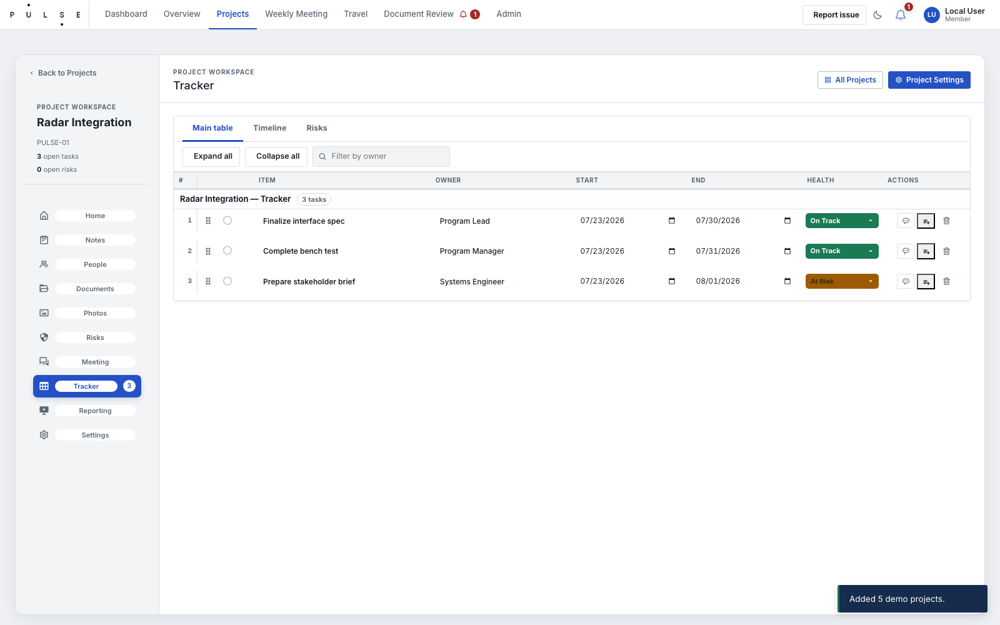 PULSE
Dashboard
Overview
Projects
Weekly Meeting
Travel
Document Review 1
Admin
Report issue
1
LU
Local User
Member
Back to Projects
PROJECT WORKSPACE
Radar Integration
PULSE-01
3 open tasks
0 open risks
Home
Notes
People
Documents
Photos
Risks
Meeting
Tracker 3
Reporting
Settings
PROJECT WORKSPACE
Tracker
All Projects
Project Settings
Main table
Timeline
Risks
Expand all
Collapse all
Filter by owner
# ITEM OWNER START END HEALTH ACTIONS
Radar Integration — Tracker 3 tasks
1 Finalize interface spec Program Lead 07/23/2026 07/30/2026 On Track
2 Complete bench test Program Manager 07/23/2026 07/31/2026 On Track
3 Prepare stakeholder brief Systems Engineer 07/23/2026 08/01/2026 At Risk
Added 5 demo projects.